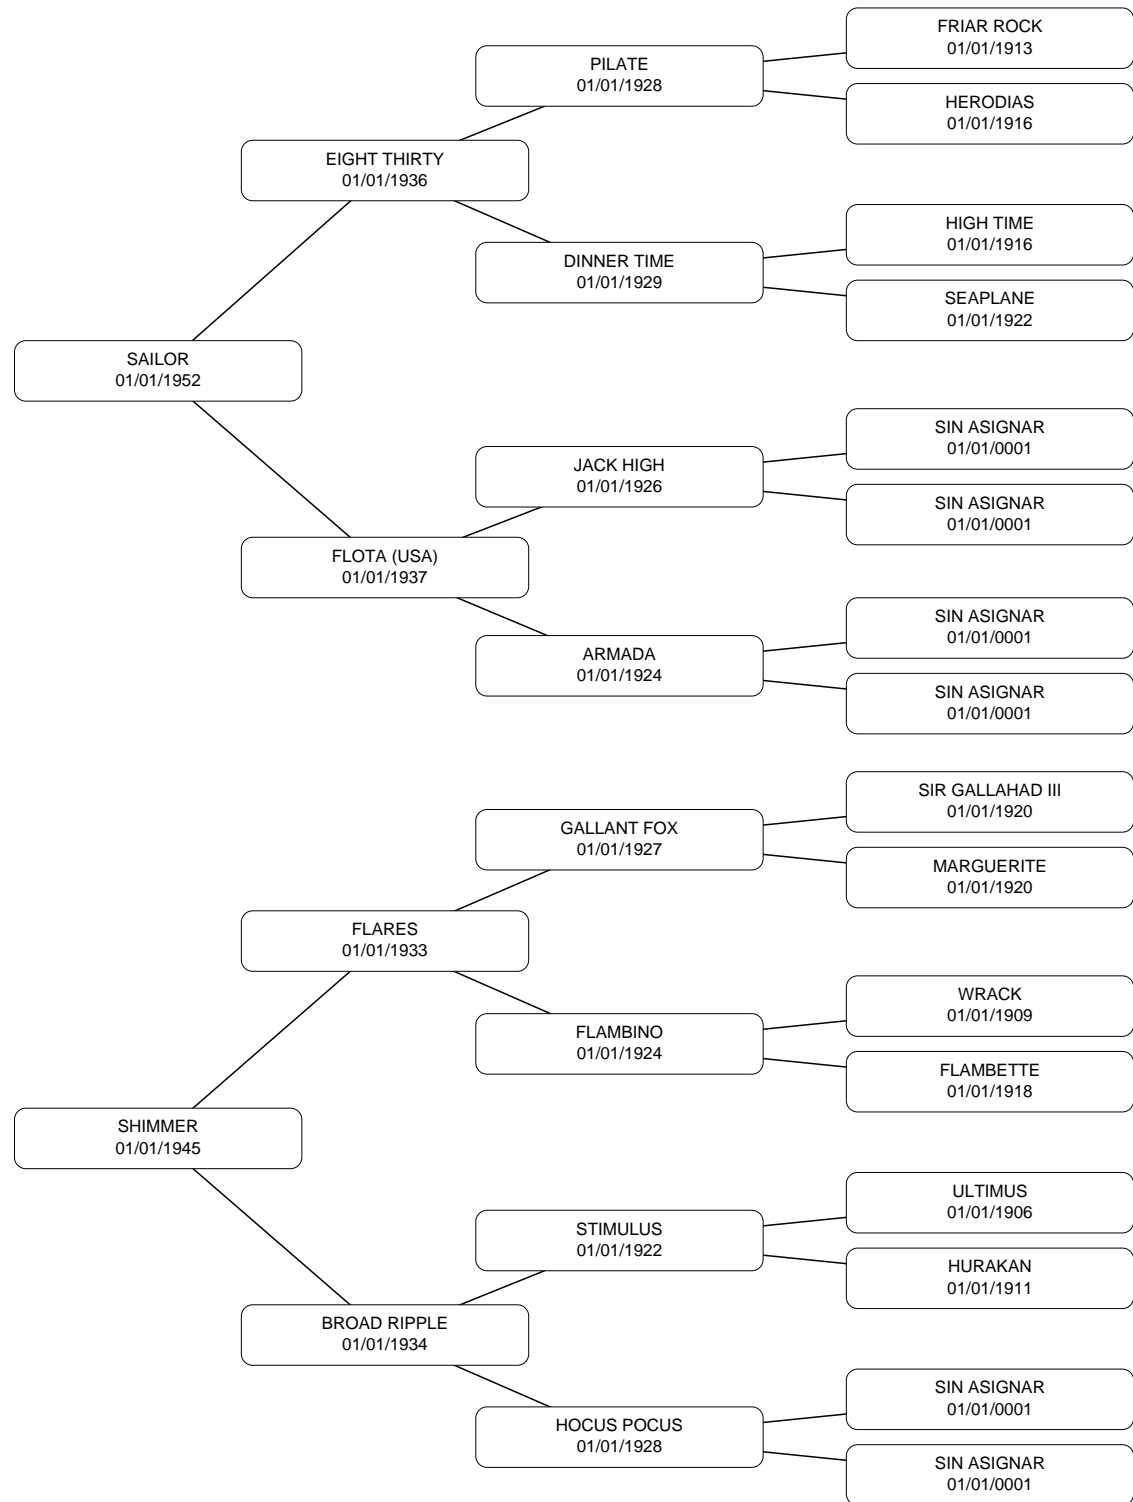 FRIAR ROCK
01/01/1913
PILATE
01/01/1928
HERODIAS
01/01/1916
EIGHT THIRTY
01/01/1936
HIGH TIME
01/01/1916
DINNER TIME
01/01/1929
SEAPLANE
01/01/1922
SAILOR
01/01/1952
SIN ASIGNAR
01/01/0001
JACK HIGH
01/01/1926
SIN ASIGNAR
01/01/0001
FLOTA (USA)
01/01/1937
SIN ASIGNAR
01/01/0001
ARMADA
01/01/1924
SIN ASIGNAR
01/01/0001
SIR GALLAHAD III
01/01/1920
GALLANT FOX
01/01/1927
MARGUERITE
01/01/1920
FLARES
01/01/1933
WRACK
01/01/1909
FLAMBINO
01/01/1924
FLAMBETTE
01/01/1918
SHIMMER
01/01/1945
ULTIMUS
01/01/1906
STIMULUS
01/01/1922
HURAKAN
01/01/1911
BROAD RIPPLE
01/01/1934
SIN ASIGNAR
01/01/0001
HOCUS POCUS
01/01/1928
SIN ASIGNAR
01/01/0001